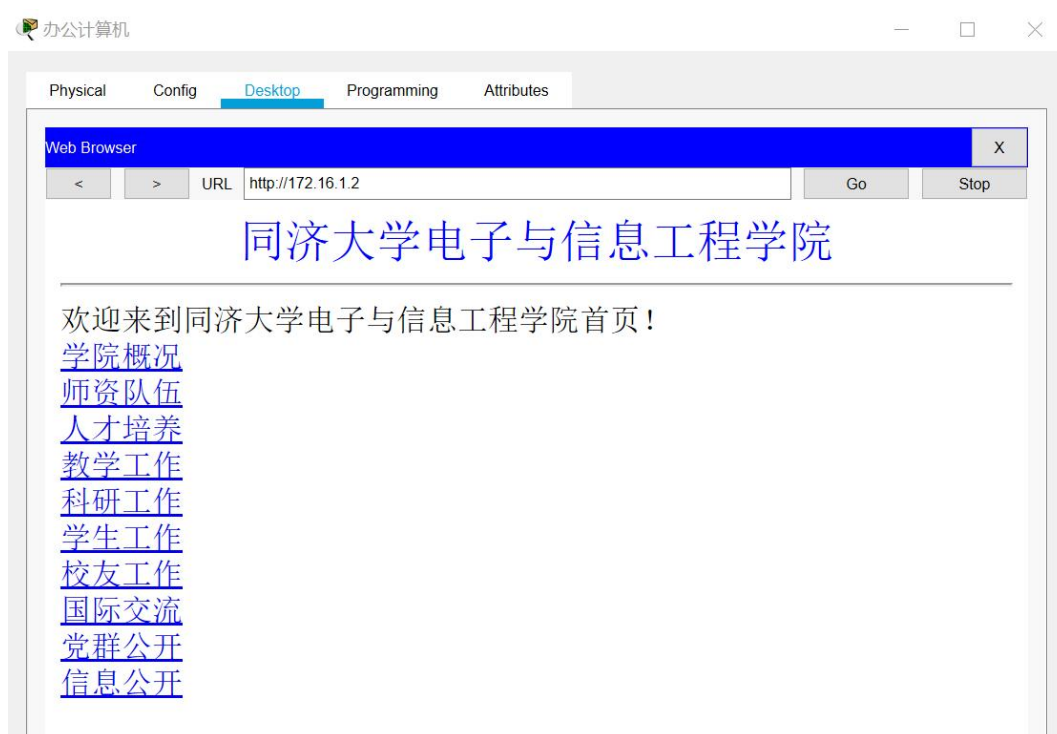 办公计算机
Physical Config Desktop Programming Attributes
Web Browser X
< > URL http://172.16.1.2 Go Stop
同济大学电子与信息工程学院
欢迎来到同济大学电子与信息工程学院首页!
学院概况
师资队伍
人才培养
教学工作
科研工作
学生工作
校友工作
国际交流
党群公开
信息公开